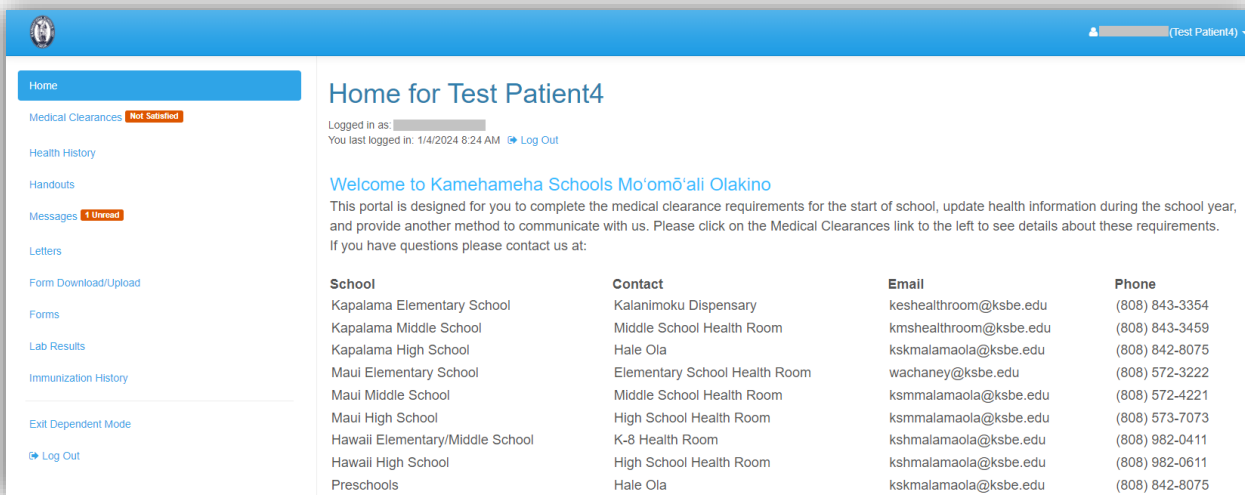 (Test Patient4)
Home
Medical Clearances Not Satisfied
Health History
Handouts
Messages 1 Unread
Letters
Form Download/Upload
Forms
Lab Results
Immunization History
Exit Dependent Mode
Log Out
Home for Test Patient4
Logged in as:
You last logged in: 1/4/2024 8:24 AM Log Out
Welcome to Kamehameha Schools Moʻomōʻali Olakino
This portal is designed for you to complete the medical clearance requirements for the start of school, update health information during the school year,
and provide another method to communicate with us. Please click on the Medical Clearances link to the left to see details about these requirements.
If you have questions please contact us at:
School Contact Email Phone
Kapalama Elementary School Kalanimoku Dispensary keshealthroom@ksbe.edu (808) 843-3354
Kapalama Middle School Middle School Health Room kmshealthroom@ksbe.edu (808) 843-3459
Kapalama High School Hale Ola kskmalamaola@ksbe.edu (808) 842-8075
Maui Elementary School Elementary School Health Room wachaney@ksbe.edu (808) 572-3222
Maui Middle School Middle School Health Room ksmmalamaola@ksbe.edu (808) 572-4221
Maui High School High School Health Room ksmmalamaola@ksbe.edu (808) 573-7073
Hawaii Elementary/Middle School K-8 Health Room kshmalamaola@ksbe.edu (808) 982-0411
Hawaii High School High School Health Room kshmalamaola@ksbe.edu (808) 982-0611
Preschools Hale Ola kskmalamaola@ksbe.edu (808) 842-8075